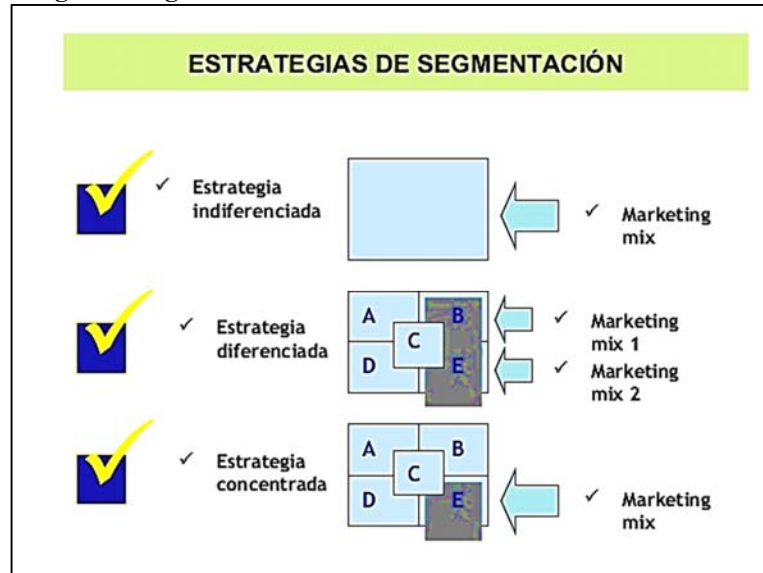 ESTRATEGIAS DE SEGMENTACIÓN
✓ Estrategia
indiferenciada
✓ Marketing
mix
✓ Estrategia
diferenciada
A
B
C
D
E
✓ Marketing
mix 1
✓ Marketing
mix 2
✓ Estrategia
concentrada
A
B
C
D
E
✓ Marketing
mix